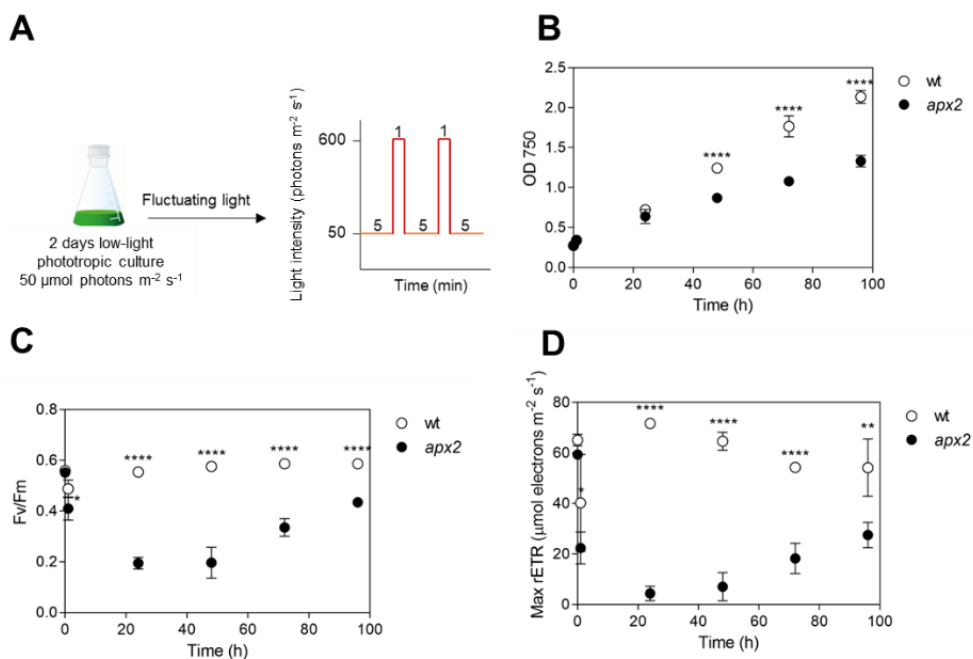 A
2 days low-light
phototropic culture
50 µmol photons m⁻² s⁻¹
Fluctuating light
Light intensity (photons m⁻² s⁻¹)
600
50
1 1
5 5 5
Time (min)
B
OD 750
2.5
2.0
1.5
1.0
0.5
0.0
0 20 40 60 80 100
Time (h)
****
****
****
wt
apx2
C
Fv/Fm
0.8
0.6
0.4
0.2
0.0
0 20 40 60 80 100
Time (h)
*
**** **** **** ****
wt
apx2
D
Max rETR (µmol electrons m⁻² s⁻¹)
80
60
40
20
0
0 20 40 60 80 100
Time (h)
*
****
****
****
**
wt
apx2